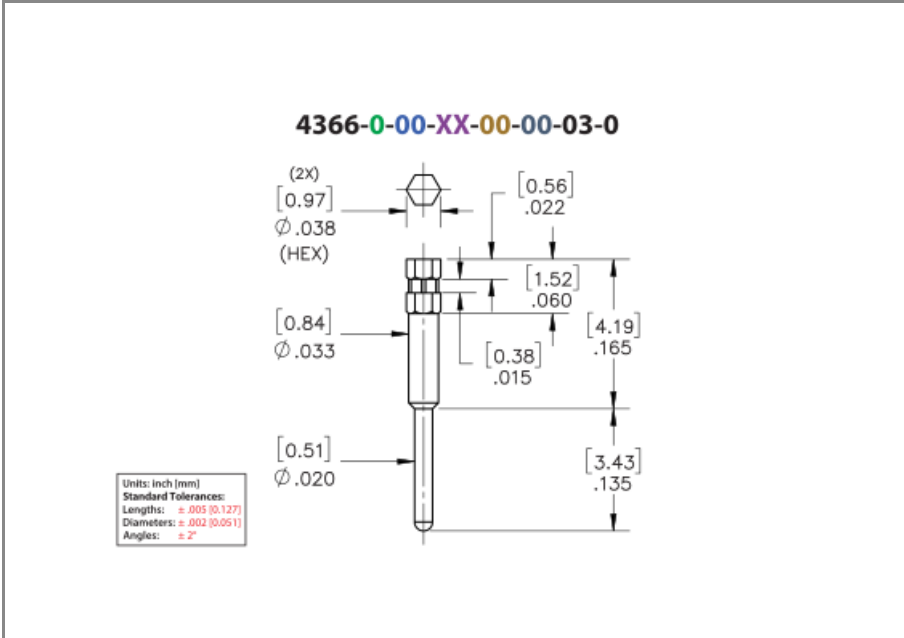 4366-0-00-XX-00-00-03-0
(2X)
[0.97]
∅ .038
(HEX)
[0.56]
.022
[1.52]
.060
[0.84]
∅ .033
[0.38]
.015
[4.19]
.165
[0.51]
∅ .020
[3.43]
.135
Units: inch [mm]
Standard Tolerances:
Lengths: ± .005 [0.127]
Diameters: ± .002 [0.051]
Angles: ± 2°